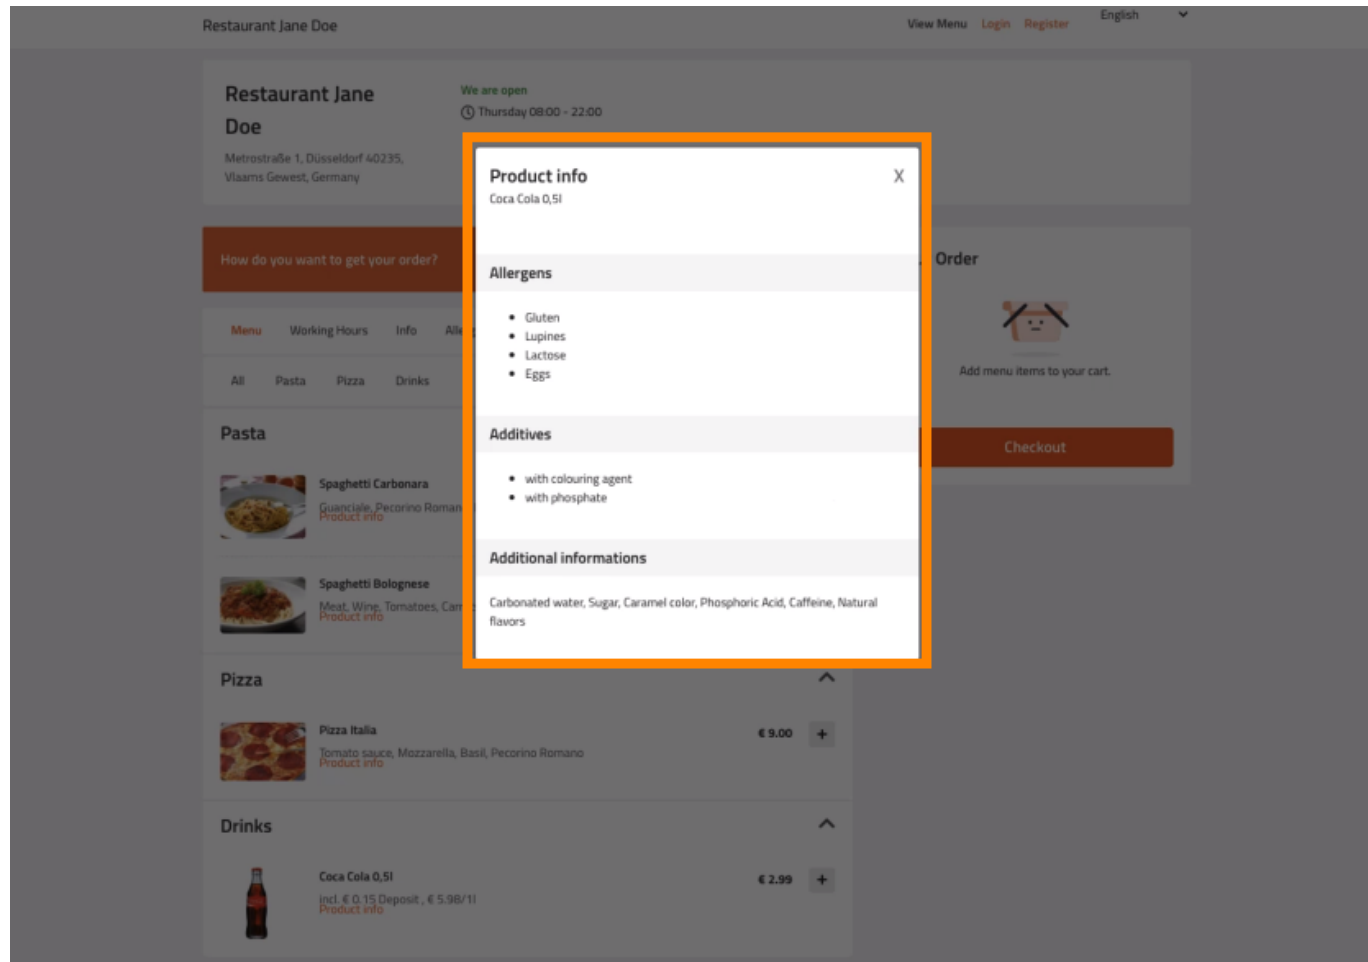 Restaurant Jane Doe
View Menu Login Register English
Restaurant Jane
Doe
Metrostraße 1, Düsseldorf 40235,
Vlaams Gewest, Germany
We are open
Thursday 08:00 - 22:00
Product info X
Coca Cola 0,5l
Allergens
Gluten
Lupines
Lactose
Eggs
Additives
with colouring agent
with phosphate
Additional informations
Carbonated water, Sugar, Caramel color, Phosphoric Acid, Caffeine, Natural
flavors
How do you want to get your order?
Menu Working Hours Info
All Pasta Pizza Drinks
Pasta
Spaghetti Carbonara
Guanciale, Pecorino
Product info
Spaghetti Bolognese
Meat, Wine, Tomatoes,
Product info
Pizza
Pizza Italia
Tomato sauce, Mozzarella, Basil, Pecorino Romano
Product info
€ 9.00 +
Drinks
Coca Cola 0,5l
incl. € 0.15 Deposit , € 5.98/1l
Product info
€ 2.99 +
Order
Add menu items to your cart.
Checkout